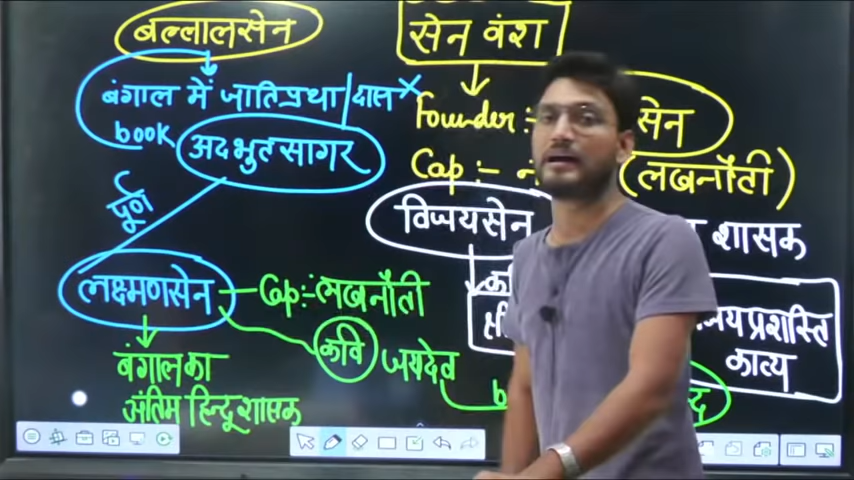 बल्लालसेन
बंगाल में जातिप्रथा/दास
book अदभुतसागर
पूर्ण
लक्ष्मणसेन
Cap:- लखनौती
कवि जयदेव
बंगाल का
अंतिम हिन्दू शासक
सेन वंश
Founder :- सेन
Cap :-
(लखनौती)
विजयसेन
शासक
काव्य